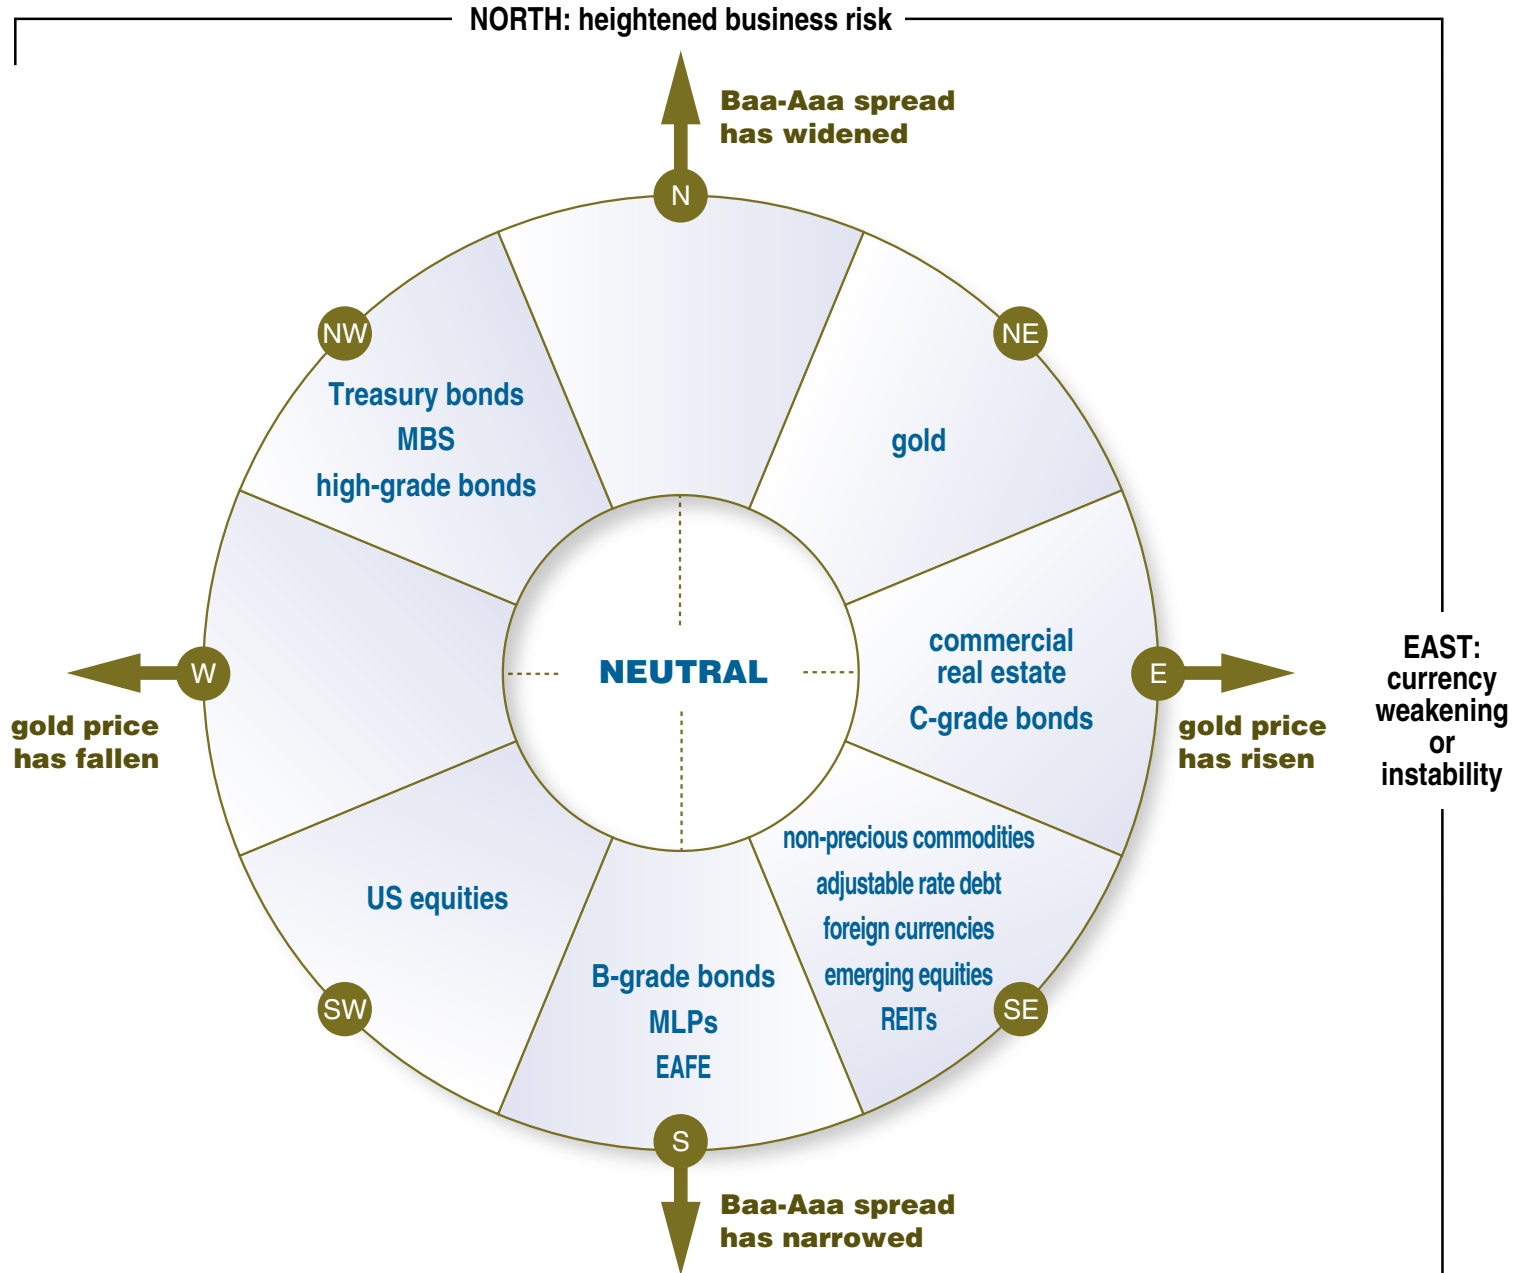 NORTH: heightened business risk
Baa-Aaa spread
has widened
N
NW
NE
Treasury bonds
MBS
high-grade bonds
gold
W
gold price
has fallen
NEUTRAL
commercial
real estate
C-grade bonds
E
gold price
has risen
EAST:
currency
weakening
or
instability
US equities
SW
B-grade bonds
MLPs
EAFE
non-precious commodities
adjustable rate debt
foreign currencies
emerging equities
REITs
SE
S
Baa-Aaa spread
has narrowed